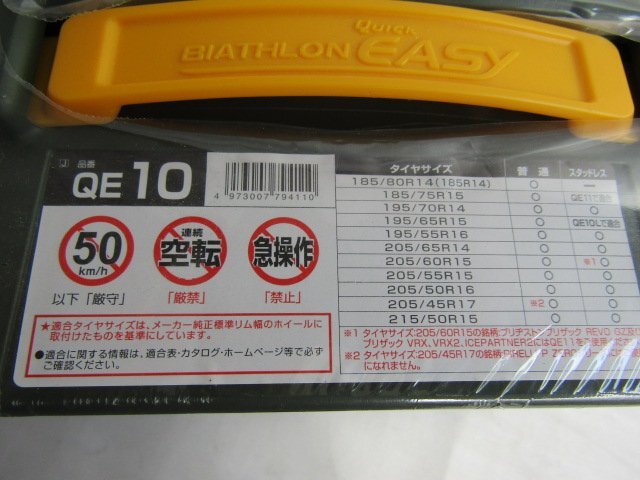 BIATHLON Quick EASY
J 品番
QE 10
4 973007 794110
50 km/h
連続 空転
急操作
以下「厳守」
「厳禁」
「禁止」
★適合タイヤサイズは、メーカー純正標準リム幅のホイールに
取付けたものを基準にしています。
●適合に関する情報は、適合表・カタログ・ホームページ等で必ず
ご確認ください。
タイヤサイズ 普通 スタッドレス
185/80R14(185R14) ○ ー
185/75R15 ○ QE11で適合
195/70R14 ○ ○
195/65R15 ○ QE10Lで適合
195/55R16 ○ ○
205/65R14 ○ ○
205/60R15 ○ ※1 ○
205/55R15 ○ ○
205/50R16 ○ ○
205/45R17 ※2 ○ ○
215/50R15 ○ ○
※1 タイヤサイズ:205/60R15の銘柄:ブリヂストンブリザック REVO GZ及び
ブリザック VRX、VRX2、ICEPARTNER2にはQE11をご使用
※2 タイヤサイズ:205/45R17の銘柄:PIRELLI P ZERO
になれません。